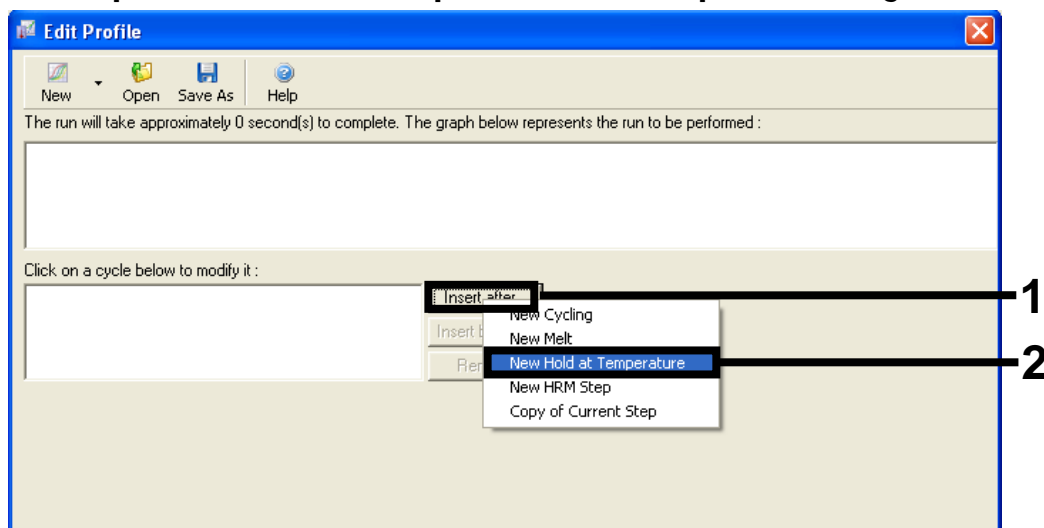 Edit Profile
New Open Save As Help
The run will take approximately 0 second(s) to complete. The graph below represents the run to be performed :
Click on a cycle below to modify it :
Insert after... 1
New Cycling
Insert
New Melt
New Hold at Temperature 2
New HRM Step
Copy of Current Step